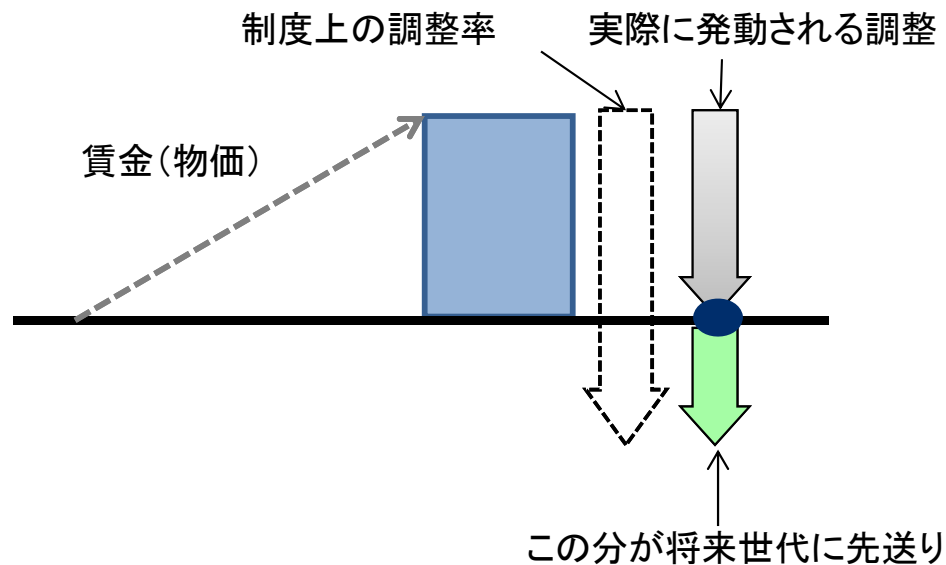 制度上の調整率
実際に発動される調整
賃金（物価）
この分が将来世代に先送り